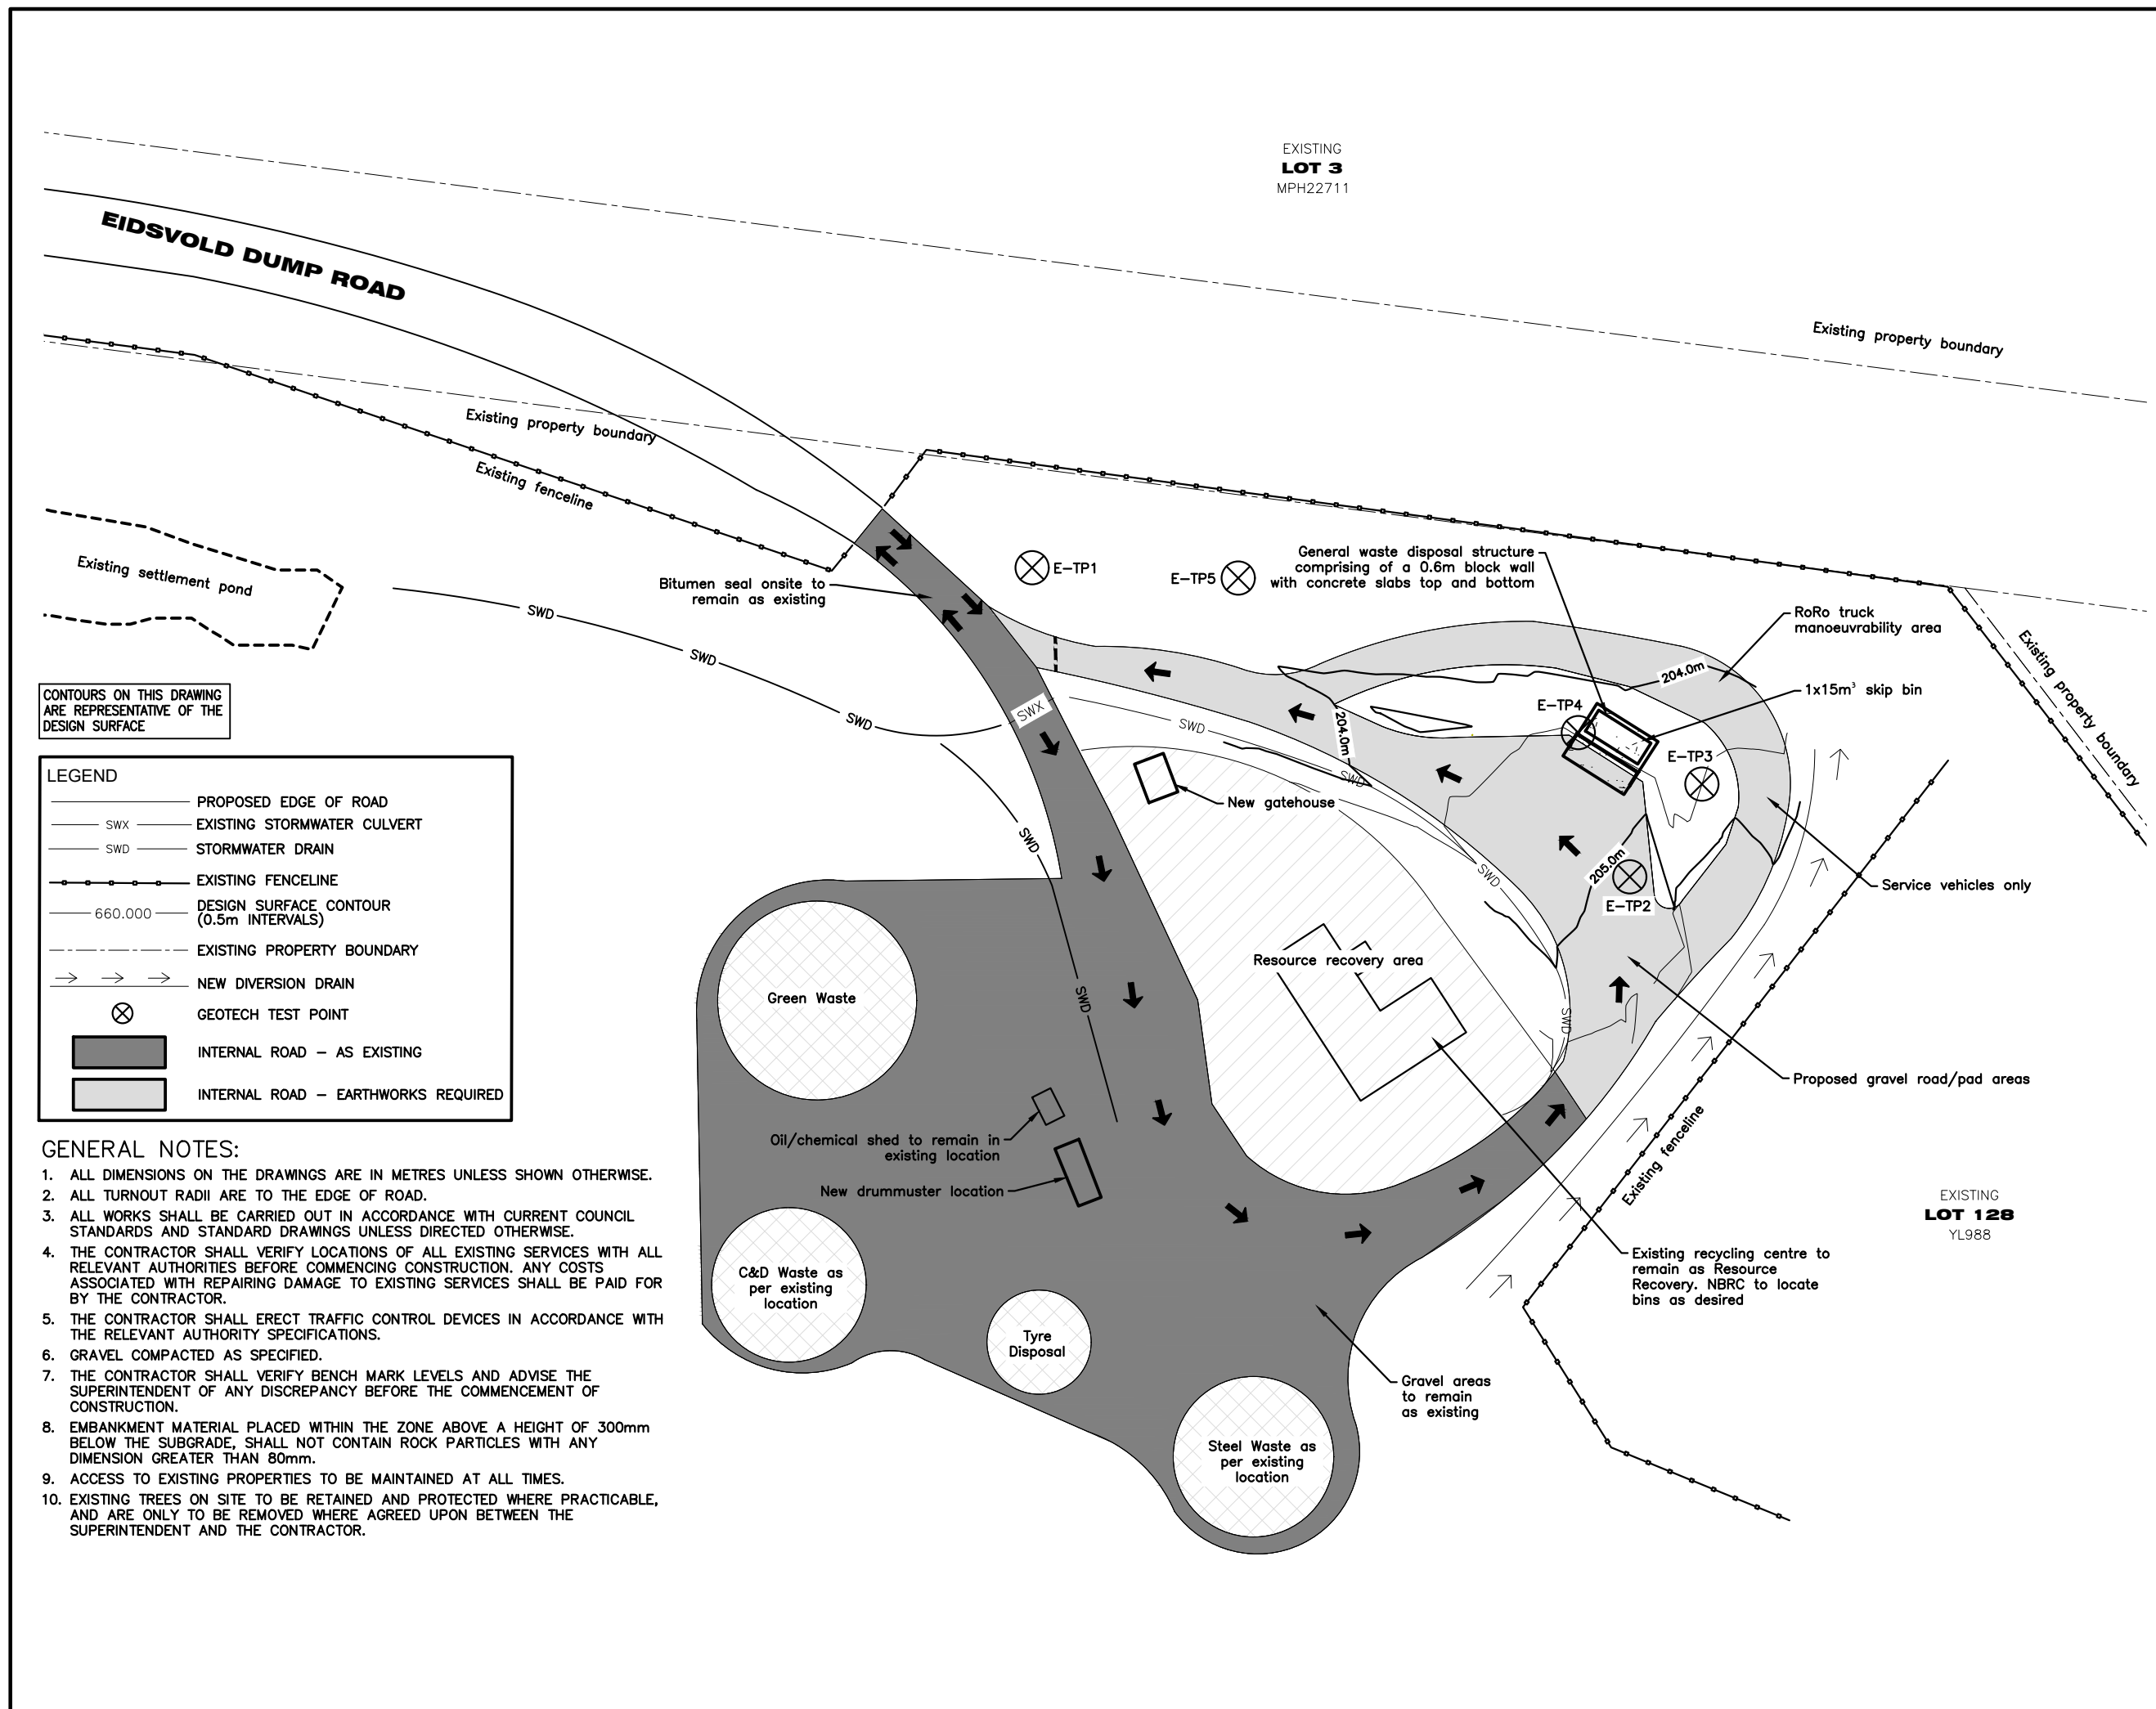 EXISTING
LOT 3
MPH22711
EIDSVOLD DUMP ROAD
Existing property boundary
Existing property boundary
Existing fenceline
Existing settlement pond
SWD
SWD
SWD
SWX
SWD
SWD
SWD
SWD
SWD
SWD
Bitumen seal onsite to
remain as existing
E-TP1
E-TP5
General waste disposal structure
comprising of a 0.6m block wall
with concrete slabs top and bottom
RoRo truck
manoeuvrability area
204.0m
1x15m³ skip bin
E-TP4
204.0m
E-TP3
Existing property boundary
New gatehouse
205.0m
E-TP2
Service vehicles only
Resource recovery area
Green Waste
Proposed gravel road/pad areas
Existing fenceline
Oil/chemical shed to remain in
existing location
New drummuster location
EXISTING
LOT 128
YL988
C&D Waste as
per existing
location
Existing recycling centre to
remain as Resource
Recovery. NBRC to locate
bins as desired
Tyre
Disposal
Gravel areas
to remain
as existing
Steel Waste as
per existing
location
CONTOURS ON THIS DRAWING
ARE REPRESENTATIVE OF THE
DESIGN SURFACE
LEGEND
PROPOSED EDGE OF ROAD
SWX EXISTING STORMWATER CULVERT
SWD STORMWATER DRAIN
EXISTING FENCELINE
660.000 DESIGN SURFACE CONTOUR
(0.5m INTERVALS)
EXISTING PROPERTY BOUNDARY
NEW DIVERSION DRAIN
GEOTECH TEST POINT
INTERNAL ROAD - AS EXISTING
INTERNAL ROAD - EARTHWORKS REQUIRED
GENERAL NOTES:
1. ALL DIMENSIONS ON THE DRAWINGS ARE IN METRES UNLESS SHOWN OTHERWISE.
2. ALL TURNOUT RADII ARE TO THE EDGE OF ROAD.
3. ALL WORKS SHALL BE CARRIED OUT IN ACCORDANCE WITH CURRENT COUNCIL
STANDARDS AND STANDARD DRAWINGS UNLESS DIRECTED OTHERWISE.
4. THE CONTRACTOR SHALL VERIFY LOCATIONS OF ALL EXISTING SERVICES WITH ALL
RELEVANT AUTHORITIES BEFORE COMMENCING CONSTRUCTION. ANY COSTS
ASSOCIATED WITH REPAIRING DAMAGE TO EXISTING SERVICES SHALL BE PAID FOR
BY THE CONTRACTOR.
5. THE CONTRACTOR SHALL ERECT TRAFFIC CONTROL DEVICES IN ACCORDANCE WITH
THE RELEVANT AUTHORITY SPECIFICATIONS.
6. GRAVEL COMPACTED AS SPECIFIED.
7. THE CONTRACTOR SHALL VERIFY BENCH MARK LEVELS AND ADVISE THE
SUPERINTENDENT OF ANY DISCREPANCY BEFORE THE COMMENCEMENT OF
CONSTRUCTION.
8. EMBANKMENT MATERIAL PLACED WITHIN THE ZONE ABOVE A HEIGHT OF 300mm
BELOW THE SUBGRADE, SHALL NOT CONTAIN ROCK PARTICLES WITH ANY
DIMENSION GREATER THAN 80mm.
9. ACCESS TO EXISTING PROPERTIES TO BE MAINTAINED AT ALL TIMES.
10. EXISTING TREES ON SITE TO BE RETAINED AND PROTECTED WHERE PRACTICABLE,
AND ARE ONLY TO BE REMOVED WHERE AGREED UPON BETWEEN THE
SUPERINTENDENT AND THE CONTRACTOR.